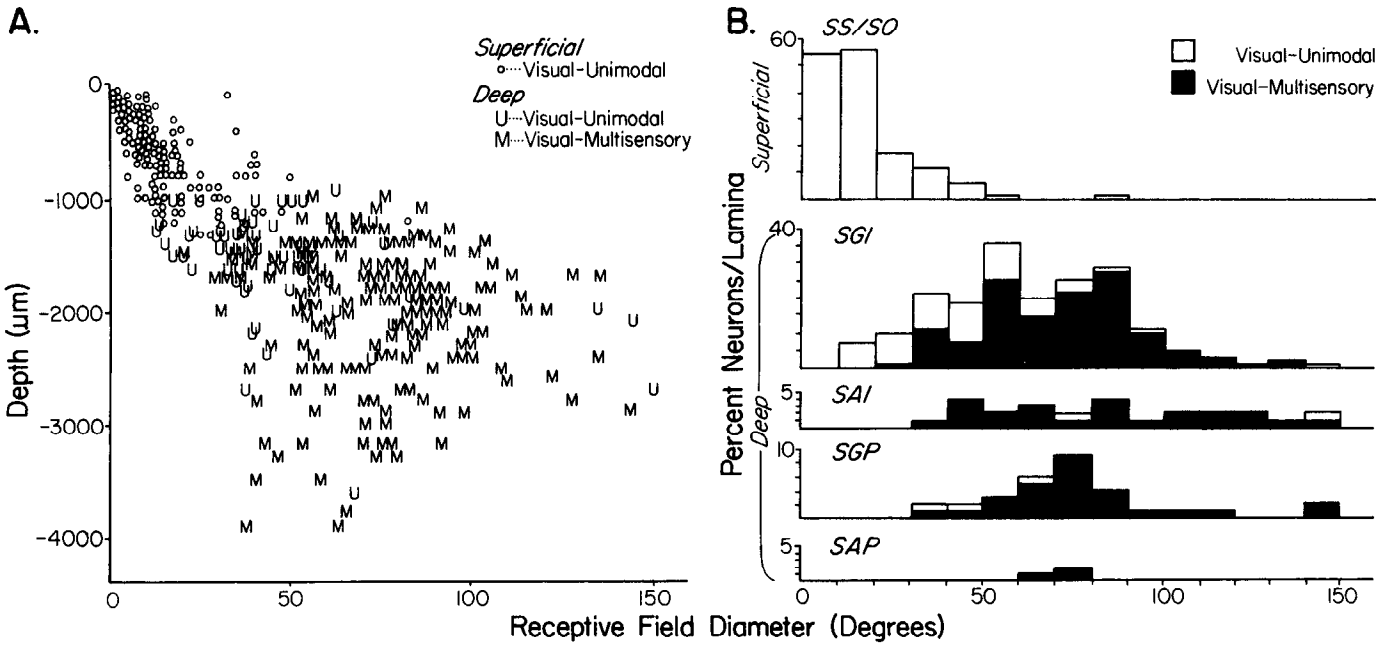 A.
Superficial
o····Visual-Unimodal
Deep
U···Visual-Unimodal
M···Visual-Multisensory
0
-1000
-2000
-3000
-4000
Depth (μm)
0
50
100
150
B.
SS/SO
Visual-Unimodal
Visual-Multisensory
60
Superficial
40
SGI
Percent Neurons/Lamina
Deep
5
SAI
10
SGP
5
SAP
0
50
100
150
Receptive Field Diameter (Degrees)